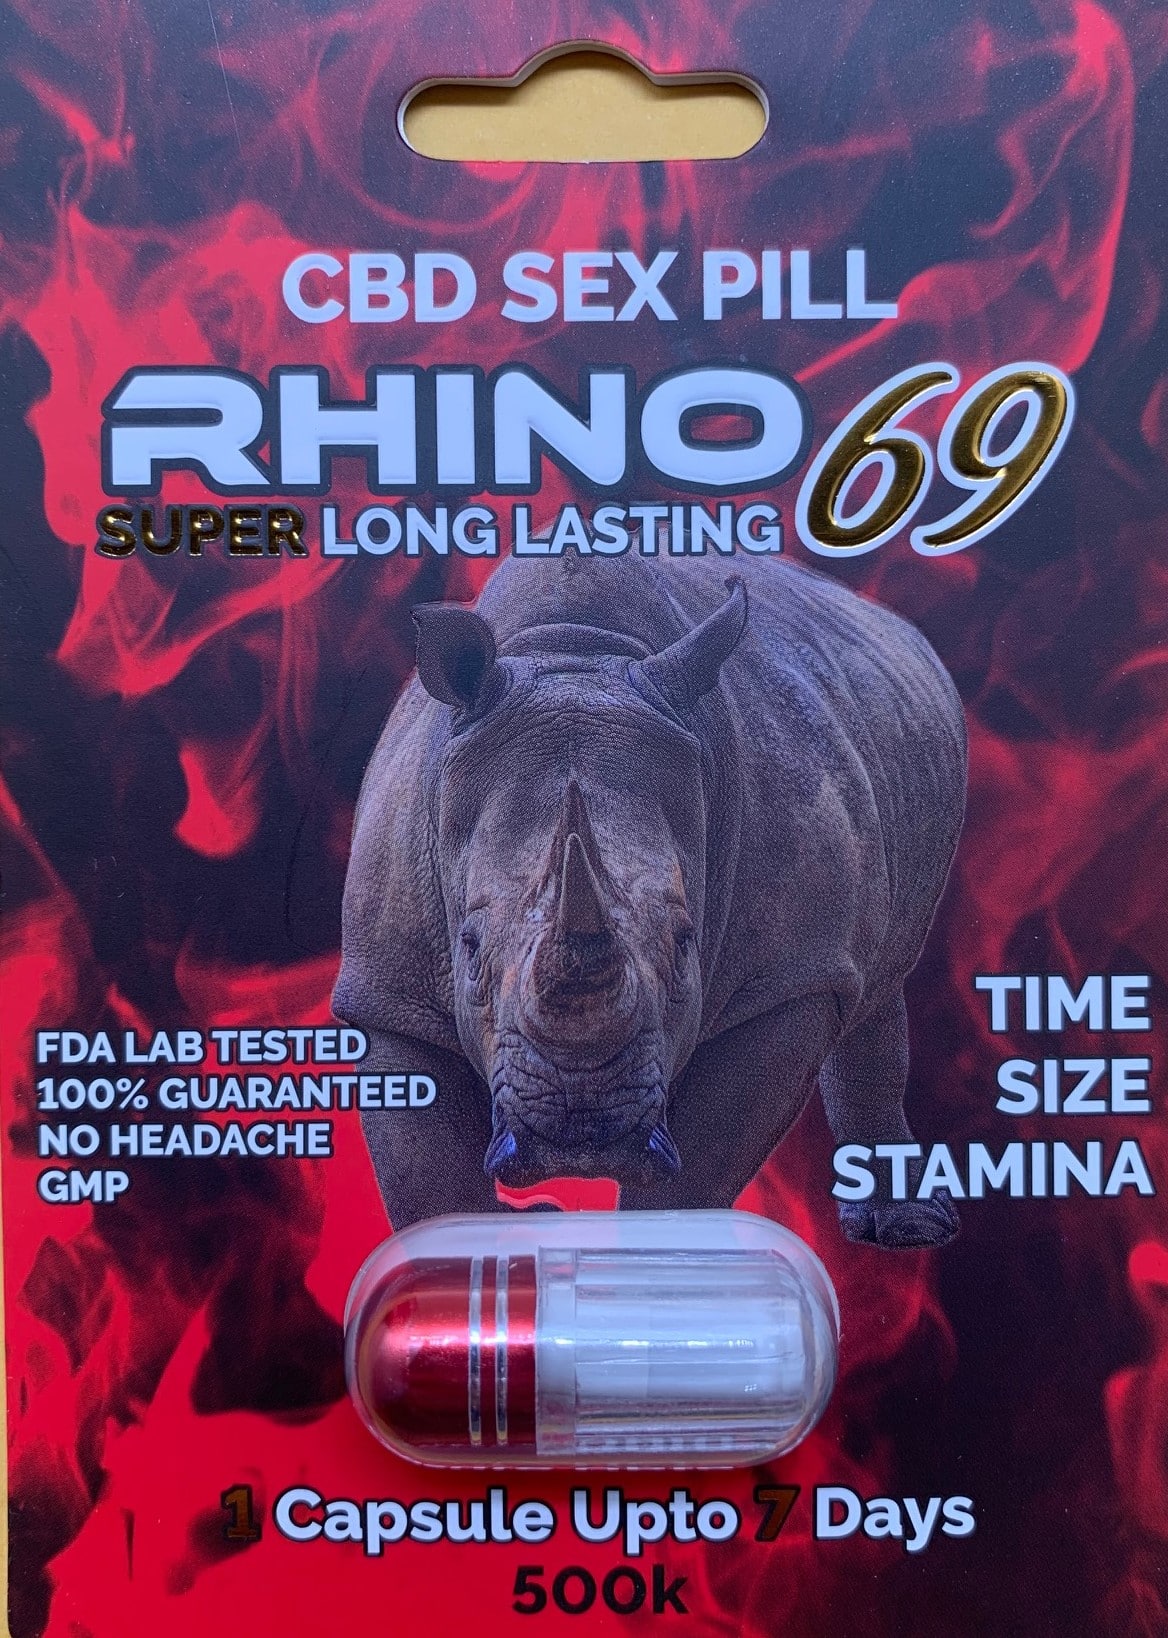 CBD SEX PILL
RHINO 69
SUPER LONG LASTING
TIME
SIZE
STAMINA
FDA LAB TESTED
100% GUARANTEED
NO HEADACHE
GMP
1 Capsule Upto 7 Days
500k